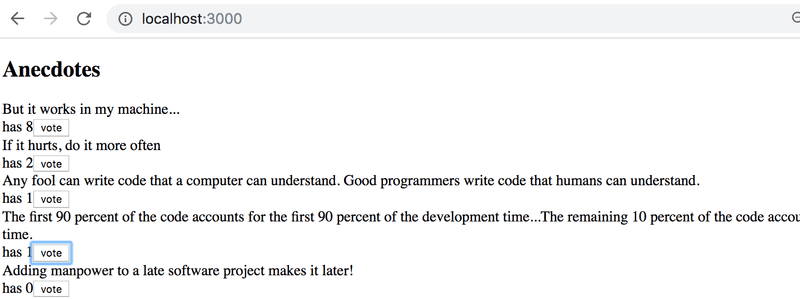 localhost:3000
Anecdotes
But it works in my machine...
has 8 vote
If it hurts, do it more often
has 2 vote
Any fool can write code that a computer can understand. Good programmers write code that humans can understand.
has 1 vote
The first 90 percent of the code accounts for the first 90 percent of the development time...The remaining 10 percent of the code
time.
has 1 vote
Adding manpower to a late software project makes it later!
has 0 vote